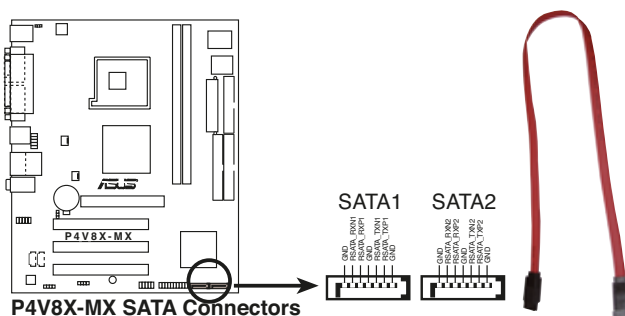 SATA1
SATA2
GND
RSATA_RXN1
RSATA_RXP1
GND
RSATA_TXN1
RSATA_TXP1
GND
GND
RSATA_RXN2
RSATA_RXP2
GND
RSATA_TXN2
RSATA_TXP2
GND
ASUS
P4V8X-MX
P4V8X-MX SATA Connectors